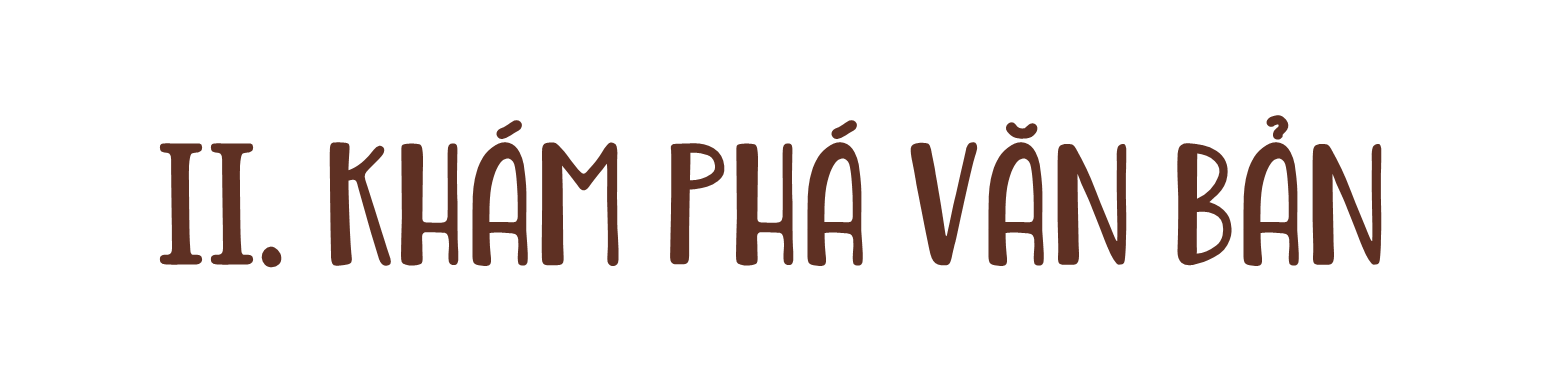 II. KHÁM PHÁ VĂN BẢN